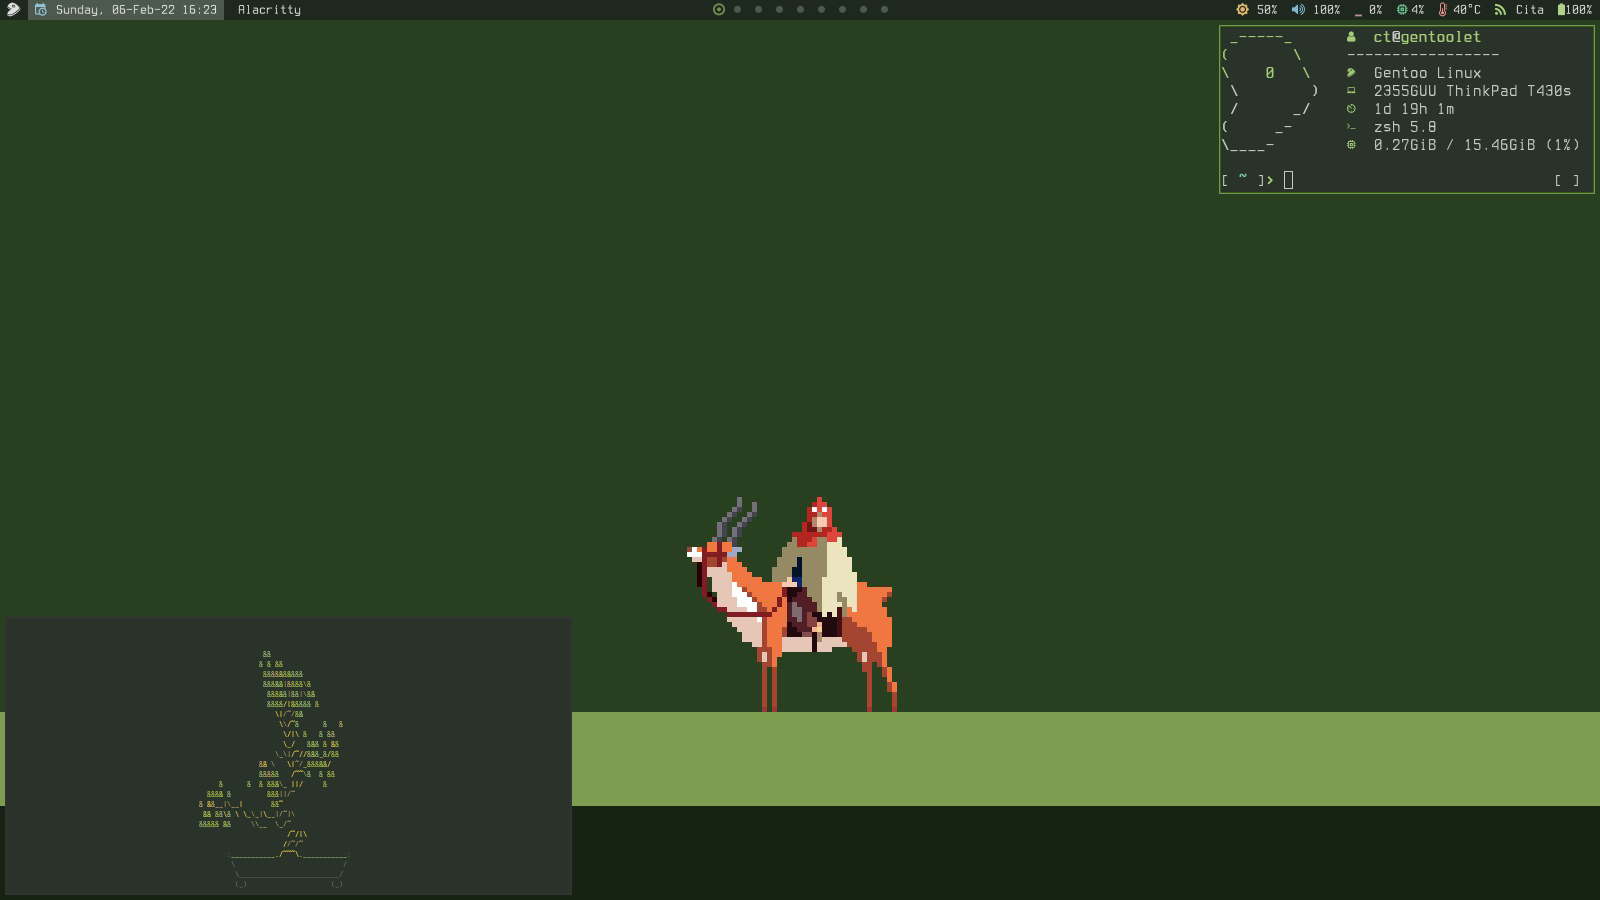 Sunday, 06-Feb-22 16:23 Alacritty 50% 100% _ 0% 4% 40°C Cita 100%
ct@gentoolet
-----------------
Gentoo Linux
2355GUU ThinkPad T430s
1d 19h 1m
zsh 5.8
0.27GiB / 15.46GiB (1%)
[ ~ ]› [ ]